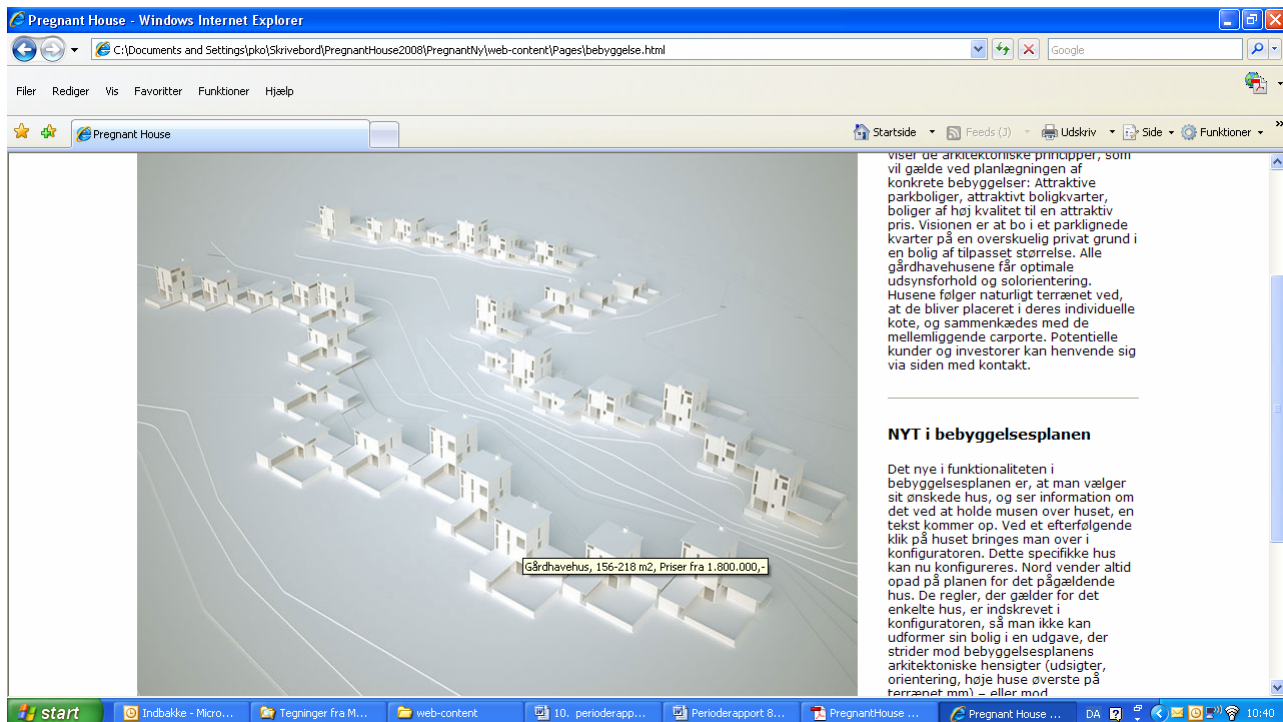 Pregnant House - Windows Internet Explorer
C:\Documents and Settings\pko\Skrivebord\PregnantHouse2008\PregnantNy\web-content\Pages\bebyggelse.html
Google
Filer Rediger Vis Favoritter Funktioner Hjælp
Pregnant House
Startside Feeds (J) Udskriv Side Funktioner
viser de arkitektoniske principper, som
vil gælde ved planlægningen af
konkrete bebyggelser: Attraktive
parkboliger, attraktivt boligkvarter,
boliger af høj kvalitet til en attraktiv
pris. Visionen er at bo i et parklignede
kvarter på en overskuelig privat grund i
en bolig af tilpasset størrelse. Alle
gårdhavehusene får optimale
udsynsforhold og solorientering.
Husene følger naturligt terrænet ved,
at de bliver placeret i deres individuelle
kote, og sammenkædes med de
mellemliggende carporte. Potentielle
kunder og investorer kan henvende sig
via siden med kontakt.
NYT i bebyggelsesplanen
Det nye i funktionaliteten i
bebyggelsesplanen er, at man vælger
sit ønskede hus, og ser information om
det ved at holde musen over huset, en
tekst kommer op. Ved et efterfølgende
klik på huset bringes man over i
konfiguratoren. Dette specifikke hus
kan nu konfigureres. Nord vender altid
opad på planen for det pågældende
hus. De regler, der gælder for det
enkelte hus, er indskrevet i
konfiguratoren, så man ikke kan
udformer sin bolig i en udgave, der
strider mod bebyggelsesplanens
arkitektoniske hensigter (udsigter,
orientering, høje huse øverste på
terrænet mm) – eller mod
Gårdhavehus, 156-218 m2, Priser fra 1.800.000,-
start
Indbakke - Micro...
Tegninger fra M...
web-content
10. perioderapp...
Perioderapport 8...
PregnantHouse ...
Pregnant House ...
DA
10:40